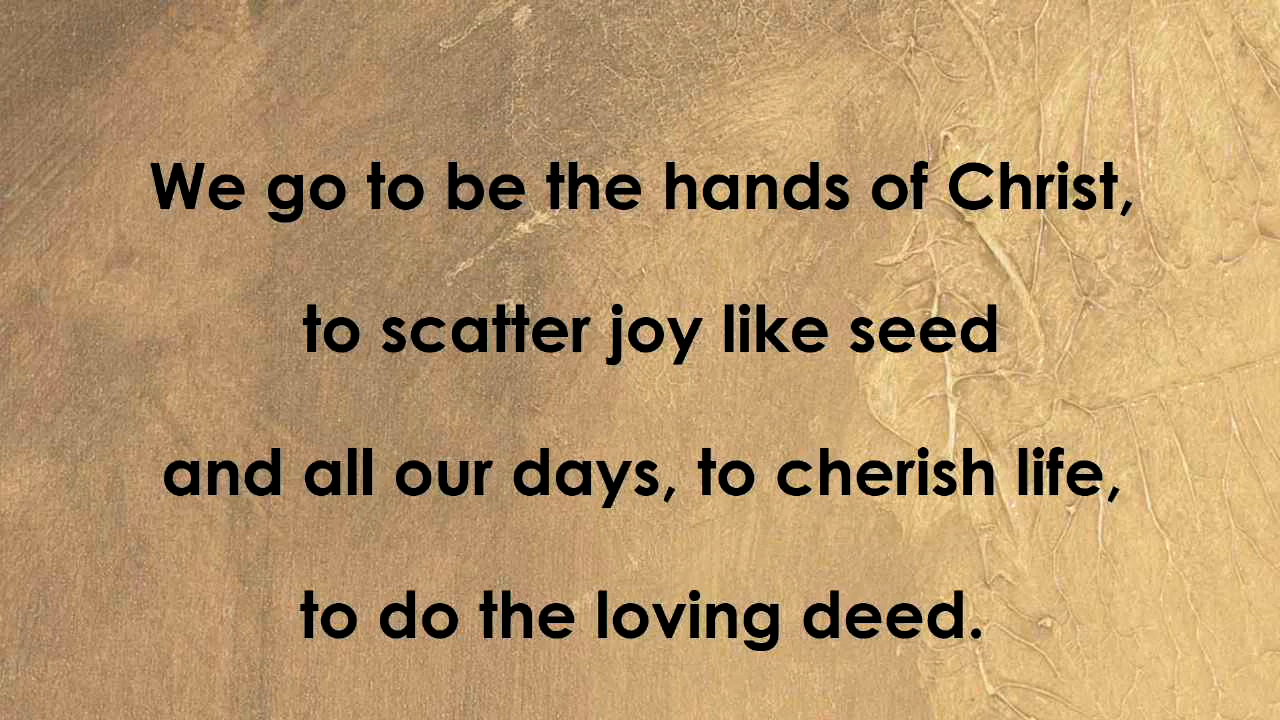 We go to be the hands of Christ,
to scatter joy like seed
and all our days, to cherish life,
to do the loving deed.